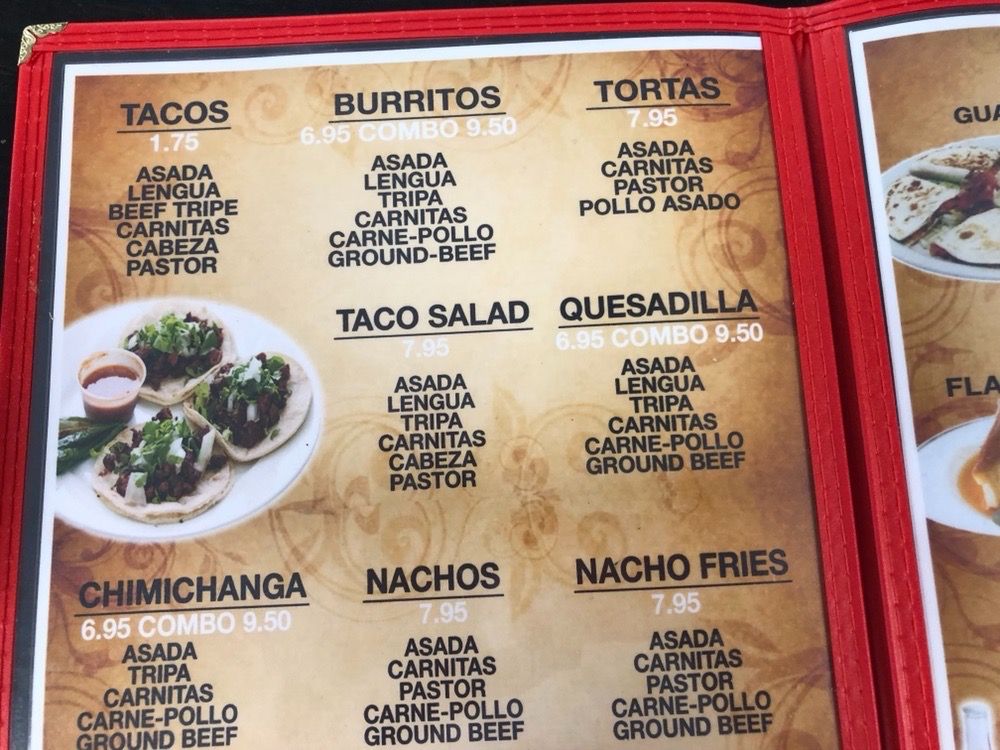 TACOS
1.75
ASADA
LENGUA
BEEF TRIPE
CARNITAS
CABEZA
PASTOR
BURRITOS
6.95 COMBO 9.50
ASADA
LENGUA
TRIPA
CARNITAS
CARNE-POLLO
GROUND-BEEF
TORTAS
7.95
ASADA
CARNITAS
PASTOR
POLLO ASADO
TACO SALAD
7.95
ASADA
LENGUA
TRIPA
CARNITAS
CABEZA
PASTOR
QUESADILLA
6.95 COMBO 9.50
ASADA
LENGUA
TRIPA
CARNITAS
CARNE-POLLO
GROUND BEEF
CHIMICHANGA
6.95 COMBO 9.50
ASADA
TRIPA
CARNITAS
CARNE-POLLO
GROUND BEEF
NACHOS
7.95
ASADA
CARNITAS
PASTOR
CARNE-POLLO
GROUND BEEF
NACHO FRIES
7.95
ASADA
CARNITAS
PASTOR
CARNE-POLLO
GROUND BEEF